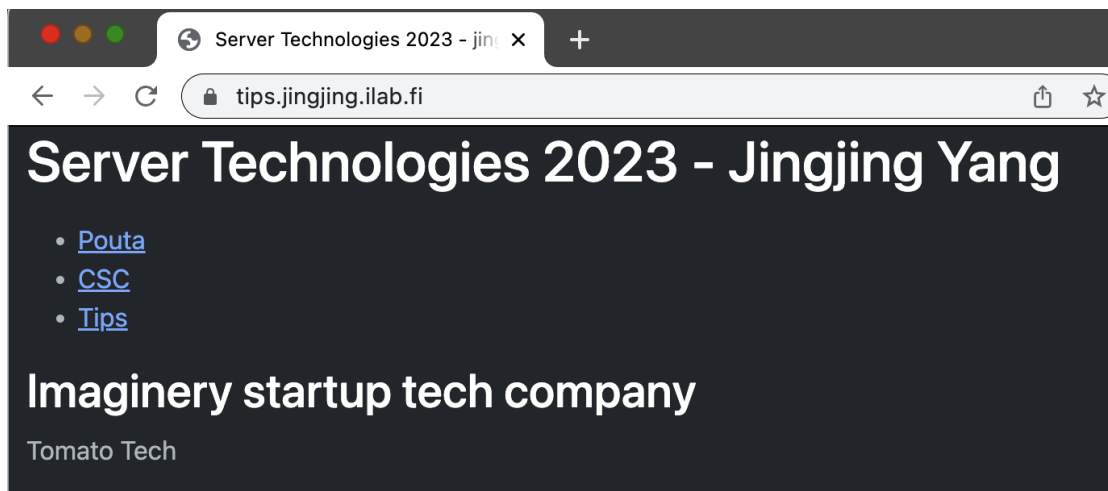 Server Technologies 2023 - jin
tips.jingjing.ilab.fi
Server Technologies 2023 - Jingjing Yang
Pouta
CSC
Tips
Imaginery startup tech company
Tomato Tech